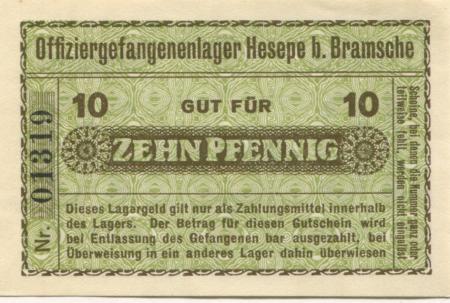 Offiziergefangenenlager Hesepe b. Bramsche
10 GUT FÜR 10
ZEHN PFENNIG
Dieses Lagergeld gilt nur als Zahlungsmittel innerhalb
des Lagers. Der Betrag für diesen Gutschein wird
bei Entlassung des Gefangenen bar ausgezahlt, bei
Überweisung in ein anderes Lager dahin überwiesen
Nr. 01319
Scheine, bei denen die Nummer ganz oder
teilweise fehlt, werden nicht eingelöst